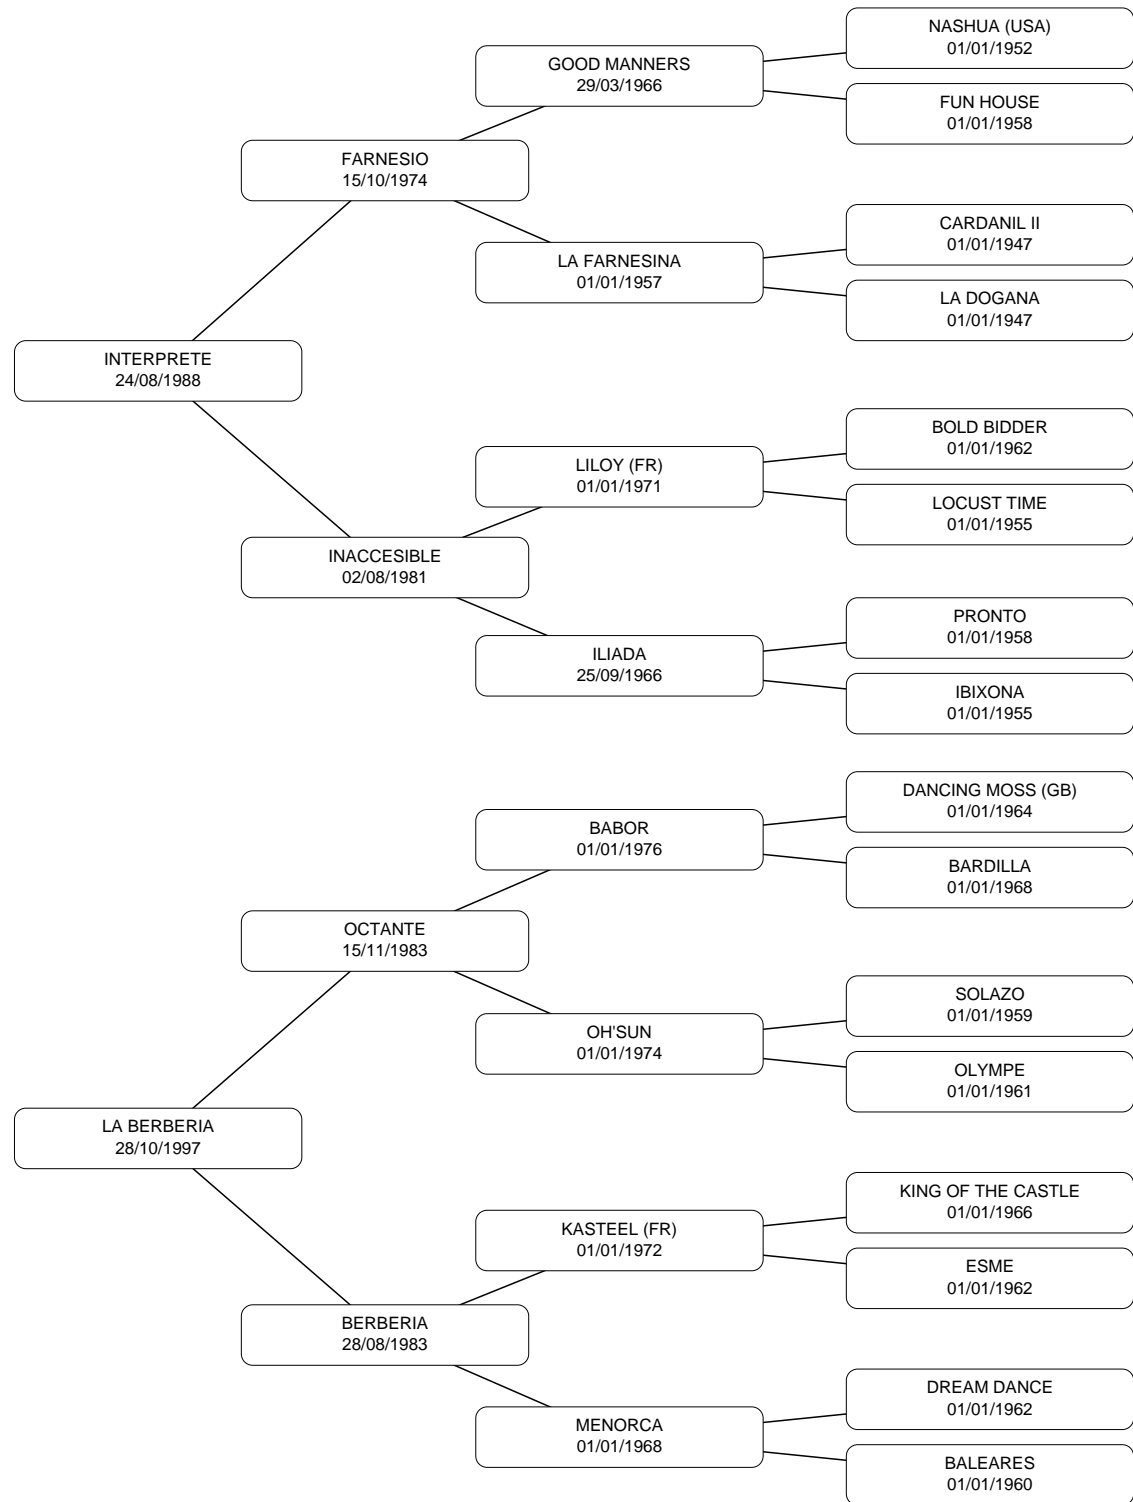 NASHUA (USA)
01/01/1952
GOOD MANNERS
29/03/1966
FUN HOUSE
01/01/1958
FARNESIO
15/10/1974
CARDANIL II
01/01/1947
LA FARNESINA
01/01/1957
LA DOGANA
01/01/1947
INTERPRETE
24/08/1988
BOLD BIDDER
01/01/1962
LILOY (FR)
01/01/1971
LOCUST TIME
01/01/1955
INACCESIBLE
02/08/1981
PRONTO
01/01/1958
ILIADA
25/09/1966
IBIXONA
01/01/1955
DANCING MOSS (GB)
01/01/1964
BABOR
01/01/1976
BARDILLA
01/01/1968
OCTANTE
15/11/1983
SOLAZO
01/01/1959
OH'SUN
01/01/1974
OLYMPE
01/01/1961
LA BERBERIA
28/10/1997
KING OF THE CASTLE
01/01/1966
KASTEEL (FR)
01/01/1972
ESME
01/01/1962
BERBERIA
28/08/1983
DREAM DANCE
01/01/1962
MENORCA
01/01/1968
BALEARES
01/01/1960